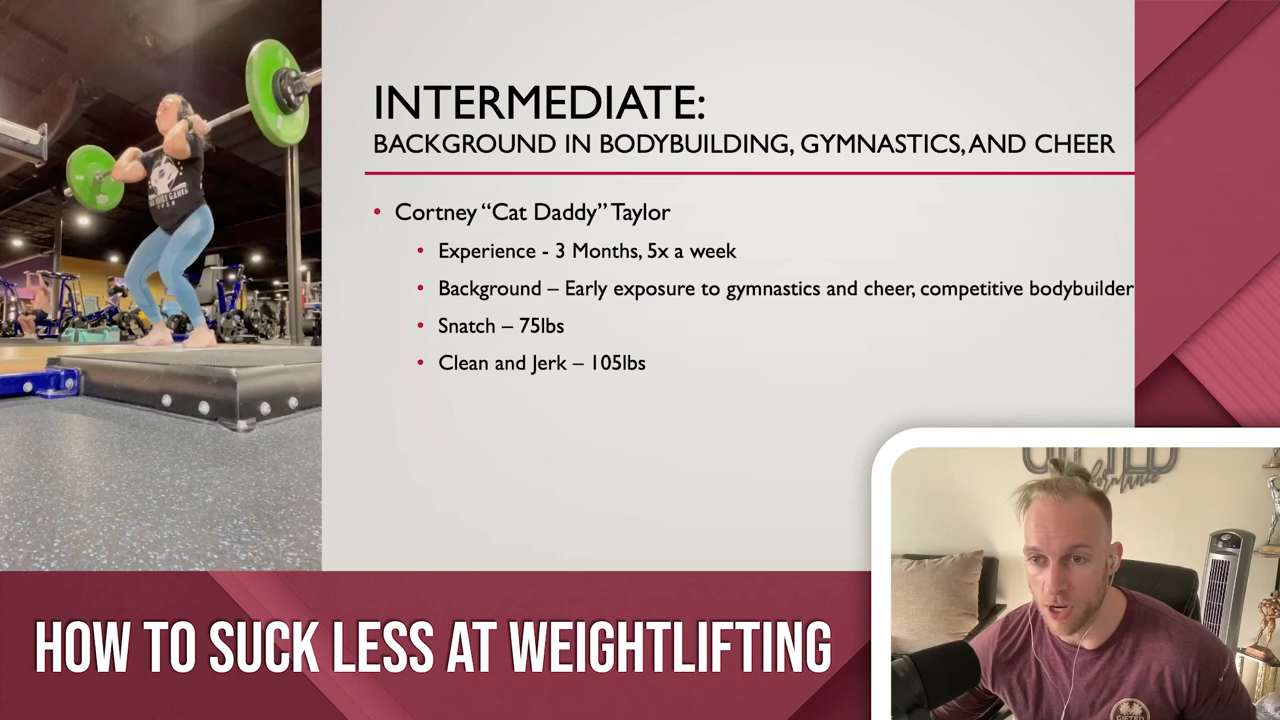 INTERMEDIATE:
BACKGROUND IN BODYBUILDING, GYMNASTICS, AND CHEER
• Cortney “Cat Daddy” Taylor
• Experience - 3 Months, 5x a week
• Background – Early exposure to gymnastics and cheer, competitive bodybuilder
• Snatch – 75lbs
• Clean and Jerk – 105lbs
HOW TO SUCK LESS AT WEIGHTLIFTING